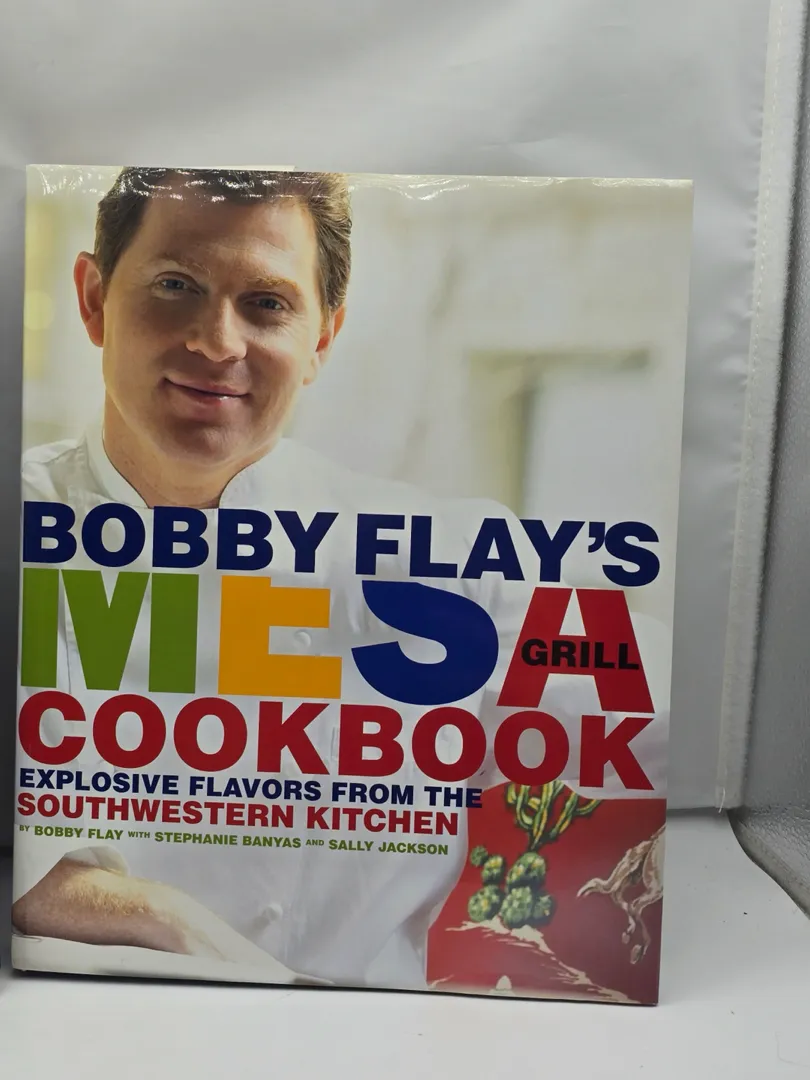 BOBBY FLAY'S
MESA
GRILL
COOKBOOK
EXPLOSIVE FLAVORS FROM THE
SOUTHWESTERN KITCHEN
BY BOBBY FLAY WITH STEPHANIE BANYAS AND SALLY JACKSON